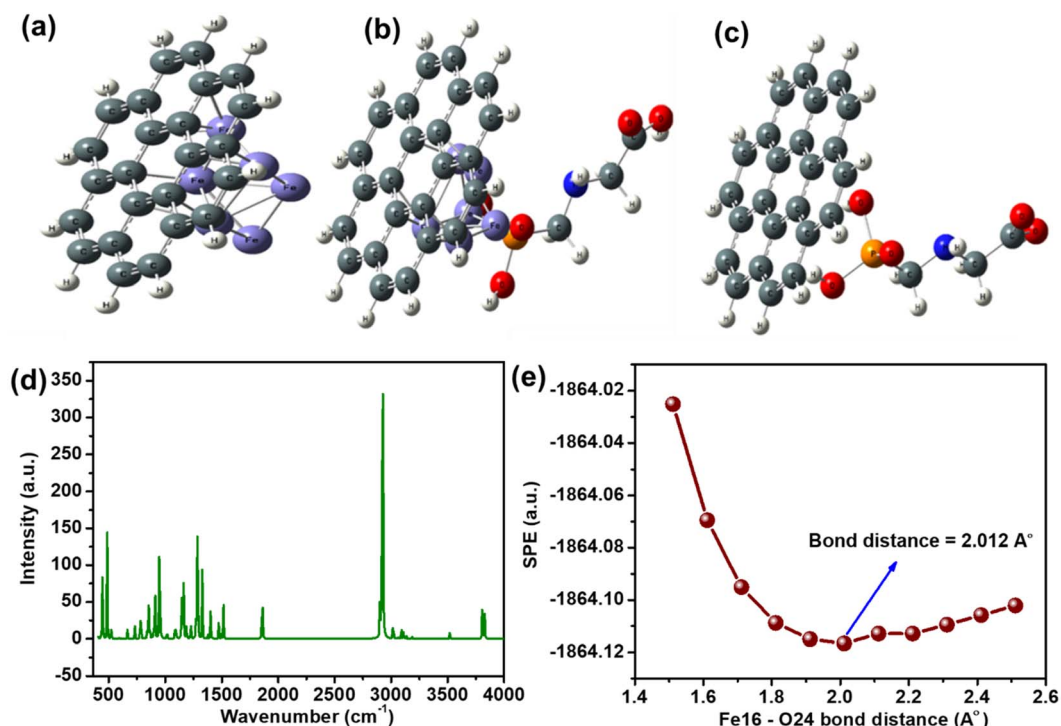 (a)
(b)
(c)
(d)
Intensity (a.u.)
350
300
250
200
150
100
50
0
-50
500 1000 1500 2000 2500 3000 3500 4000
Wavenumber (cm-1)
(e)
SPE (a.u.)
-1864.02
-1864.04
-1864.06
-1864.08
-1864.10
-1864.12
Bond distance = 2.012 A°
1.4 1.6 1.8 2.0 2.2 2.4 2.6
Fe16 - O24 bond distance (A°)